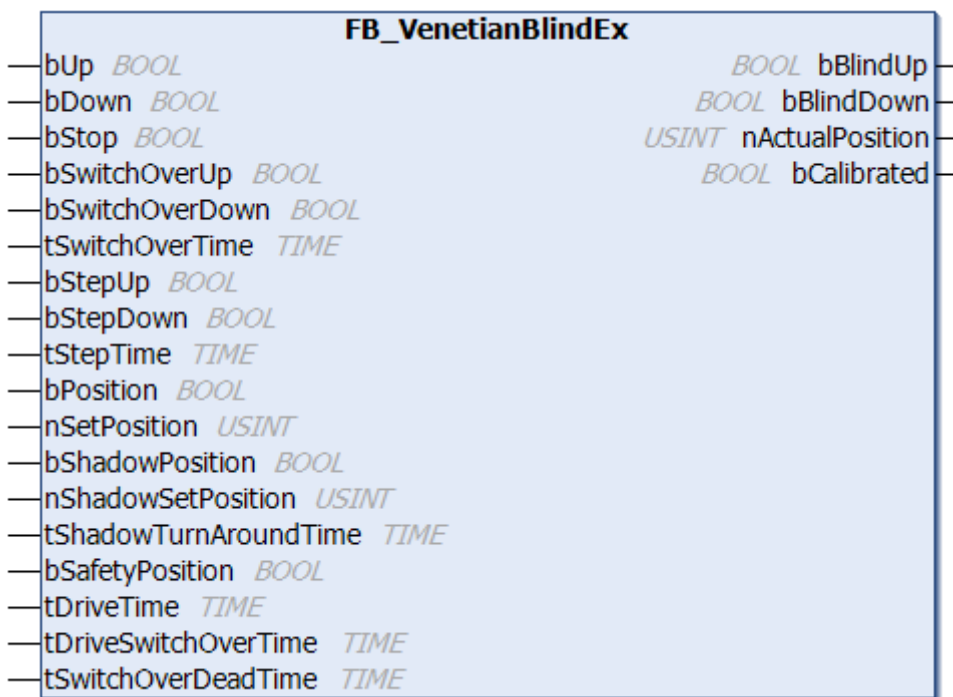 FB_VenetianBlindEx
bUp BOOL BOOL bBlindUp
bDown BOOL BOOL bBlindDown
bStop BOOL USINT nActualPosition
bSwitchOverUp BOOL BOOL bCalibrated
bSwitchOverDown BOOL
tSwitchOverTime TIME
bStepUp BOOL
bStepDown BOOL
tStepTime TIME
bPosition BOOL
nSetPosition USINT
bShadowPosition BOOL
nShadowSetPosition USINT
tShadowTurnAroundTime TIME
bSafetyPosition BOOL
tDriveTime TIME
tDriveSwitchOverTime TIME
tSwitchOverDeadTime TIME